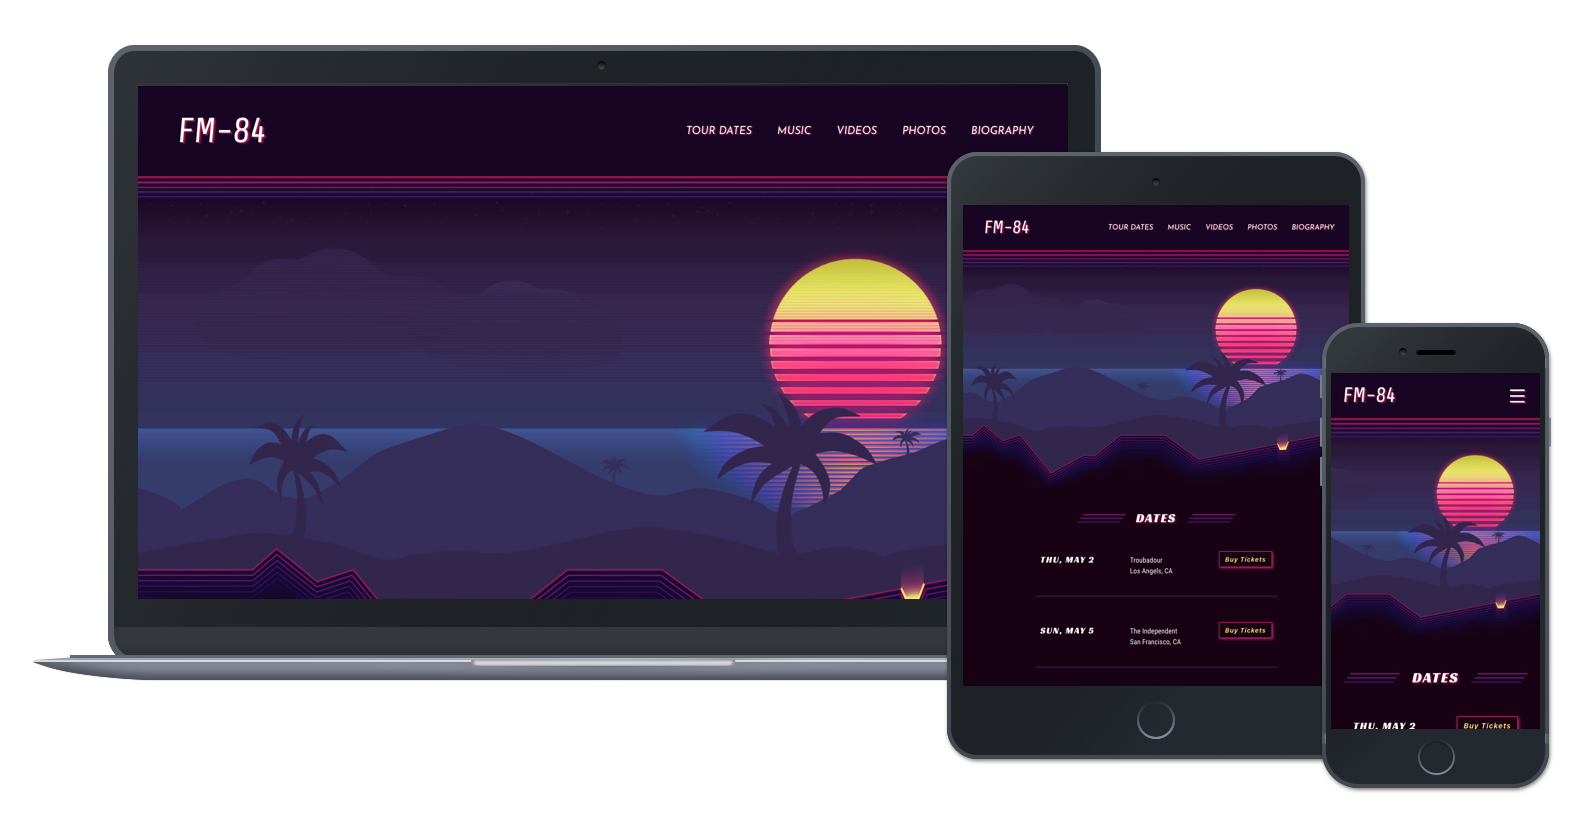 FM-84
TOUR DATES MUSIC VIDEOS PHOTOS BIOGRAPHY
FM-84
TOUR DATES MUSIC VIDEOS PHOTOS BIOGRAPHY
DATES
THU, MAY 2 Troubadour Buy Tickets
Los Angels, CA
SUN, MAY 5 The Independent Buy Tickets
San Francisco, CA
FM-84
DATES
THU, MAY 2 Buy Tickets